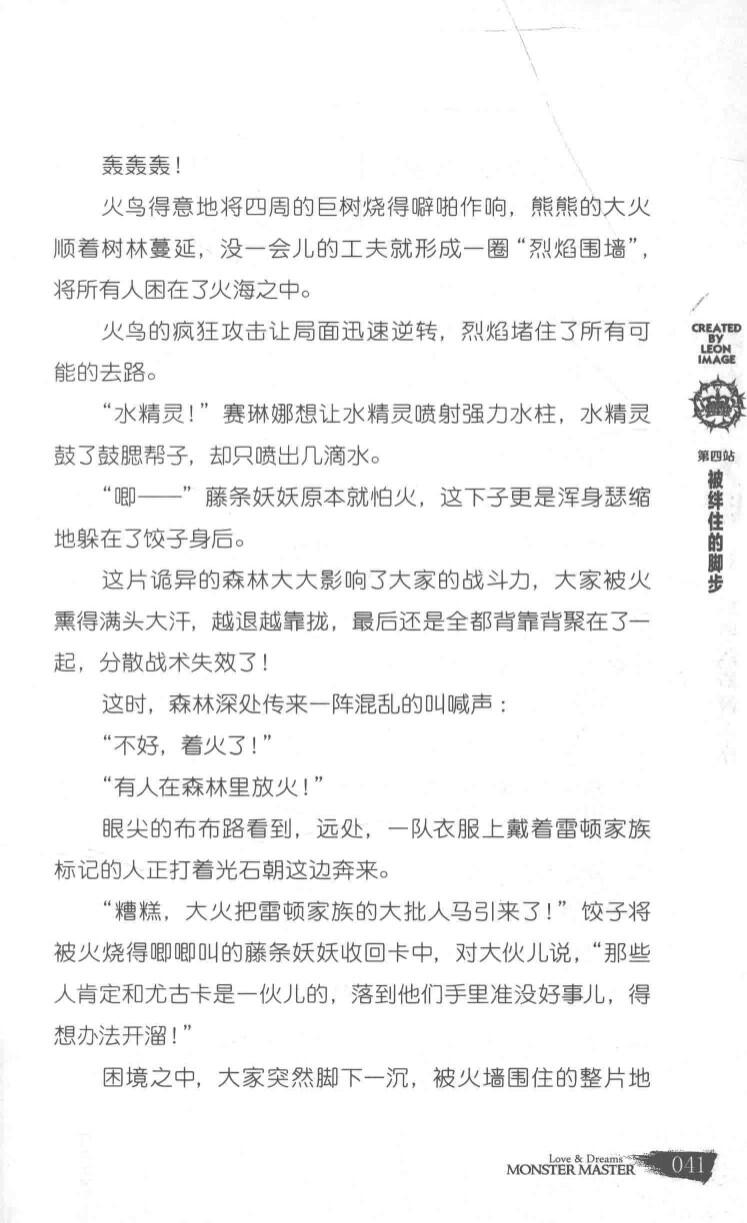 轰轰轰！
火鸟得意地将四周的巨树烧得噼啪作响，熊熊的大火
顺着树林蔓延，没一会儿的工夫就形成一圈“烈焰围墙”，
将所有人困在了火海之中。
火鸟的疯狂攻击让局面迅速逆转，烈焰堵住了所有可
能的去路。
“水精灵！”赛琳娜想让水精灵喷射强力水柱，水精灵
鼓了鼓腮帮子，却只喷出几滴水。
“唧——”藤条妖妖原本就怕火，这下子更是浑身瑟缩
地躲在了饺子身后。
这片诡异的森林大大影响了大家的战斗力，大家被火
熏得满头大汗，越退越靠拢，最后还是全都背靠背聚在了一
起，分散战术失效了！
这时，森林深处传来一阵混乱的叫喊声：
“不好，着火了！”
“有人在森林里放火！”
眼尖的布布路看到，远处，一队衣服上戴着雷顿家族
标记的人正打着光石朝这边奔来。
“糟糕，大火把雷顿家族的大批人马引来了！”饺子将
被火烧得唧唧叫的藤条妖妖收回卡中，对大伙儿说，“那些
人肯定和尤古卡是一伙儿的，落到他们手里准没好事儿，得
想办法开溜！”
困境之中，大家突然脚下一沉，被火墙围住的整片地
CREATED
BY
LEON
IMAGE
第四站
被绊住的脚步
Love & Dreams
MONSTER MASTER
041